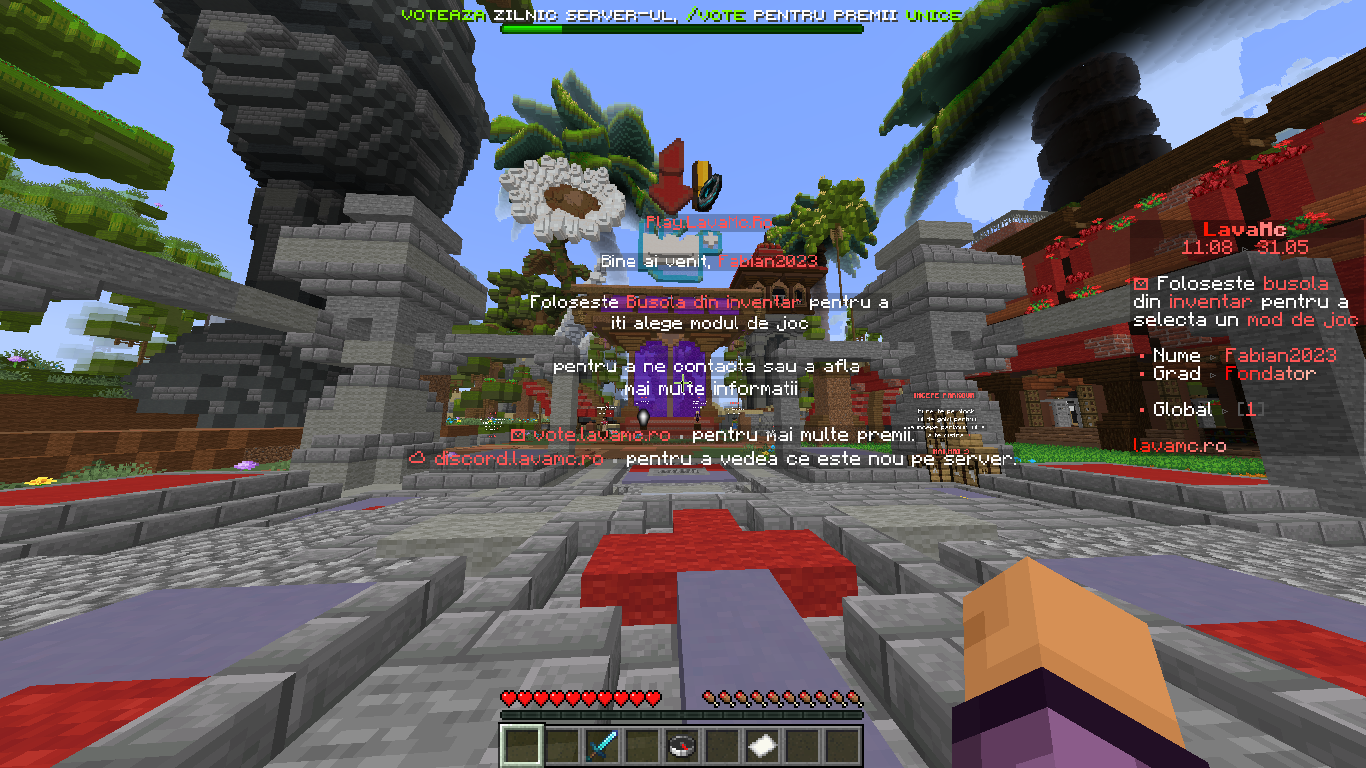 VOTEAZA ZILNIC SERVER-UL, /VOTE PENTRU PREMII UNICE
Play.LavaMc.Ro
Bine ai venit, Fabian2023
Foloseste Busola din inventar pentru a
iti alege modul de joc
pentru a ne contacta sau a afla
mai multe informatii
vote.lavamc.ro • pentru mai multe premii.
discord.lavamc.ro • pentru a vedea ce este nou pe server.
INCEPE PARKOUR
LavaMc
11:08 ▹ 31.05
Foloseste busola
din inventar pentru a
selecta un mod de joc
• Nume ▹ Fabian2023
• Grad ▹ Fondator
• Global ▹ [1]
lavamc.ro